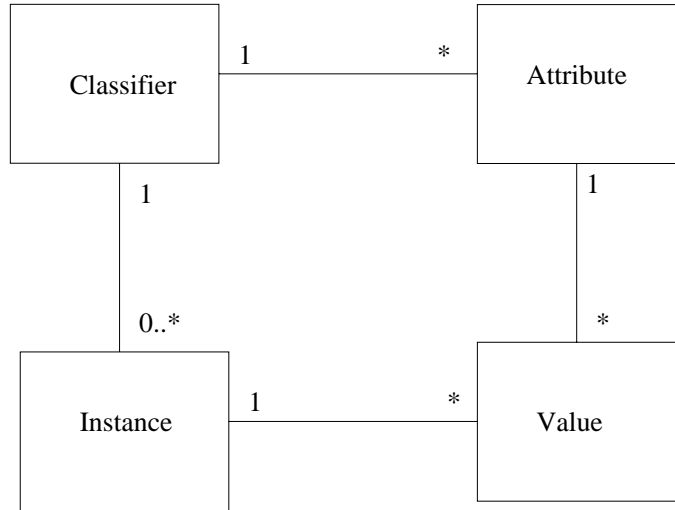 Classifier
1
*
Attribute
1
1
0..*
*
Instance
1
*
Value